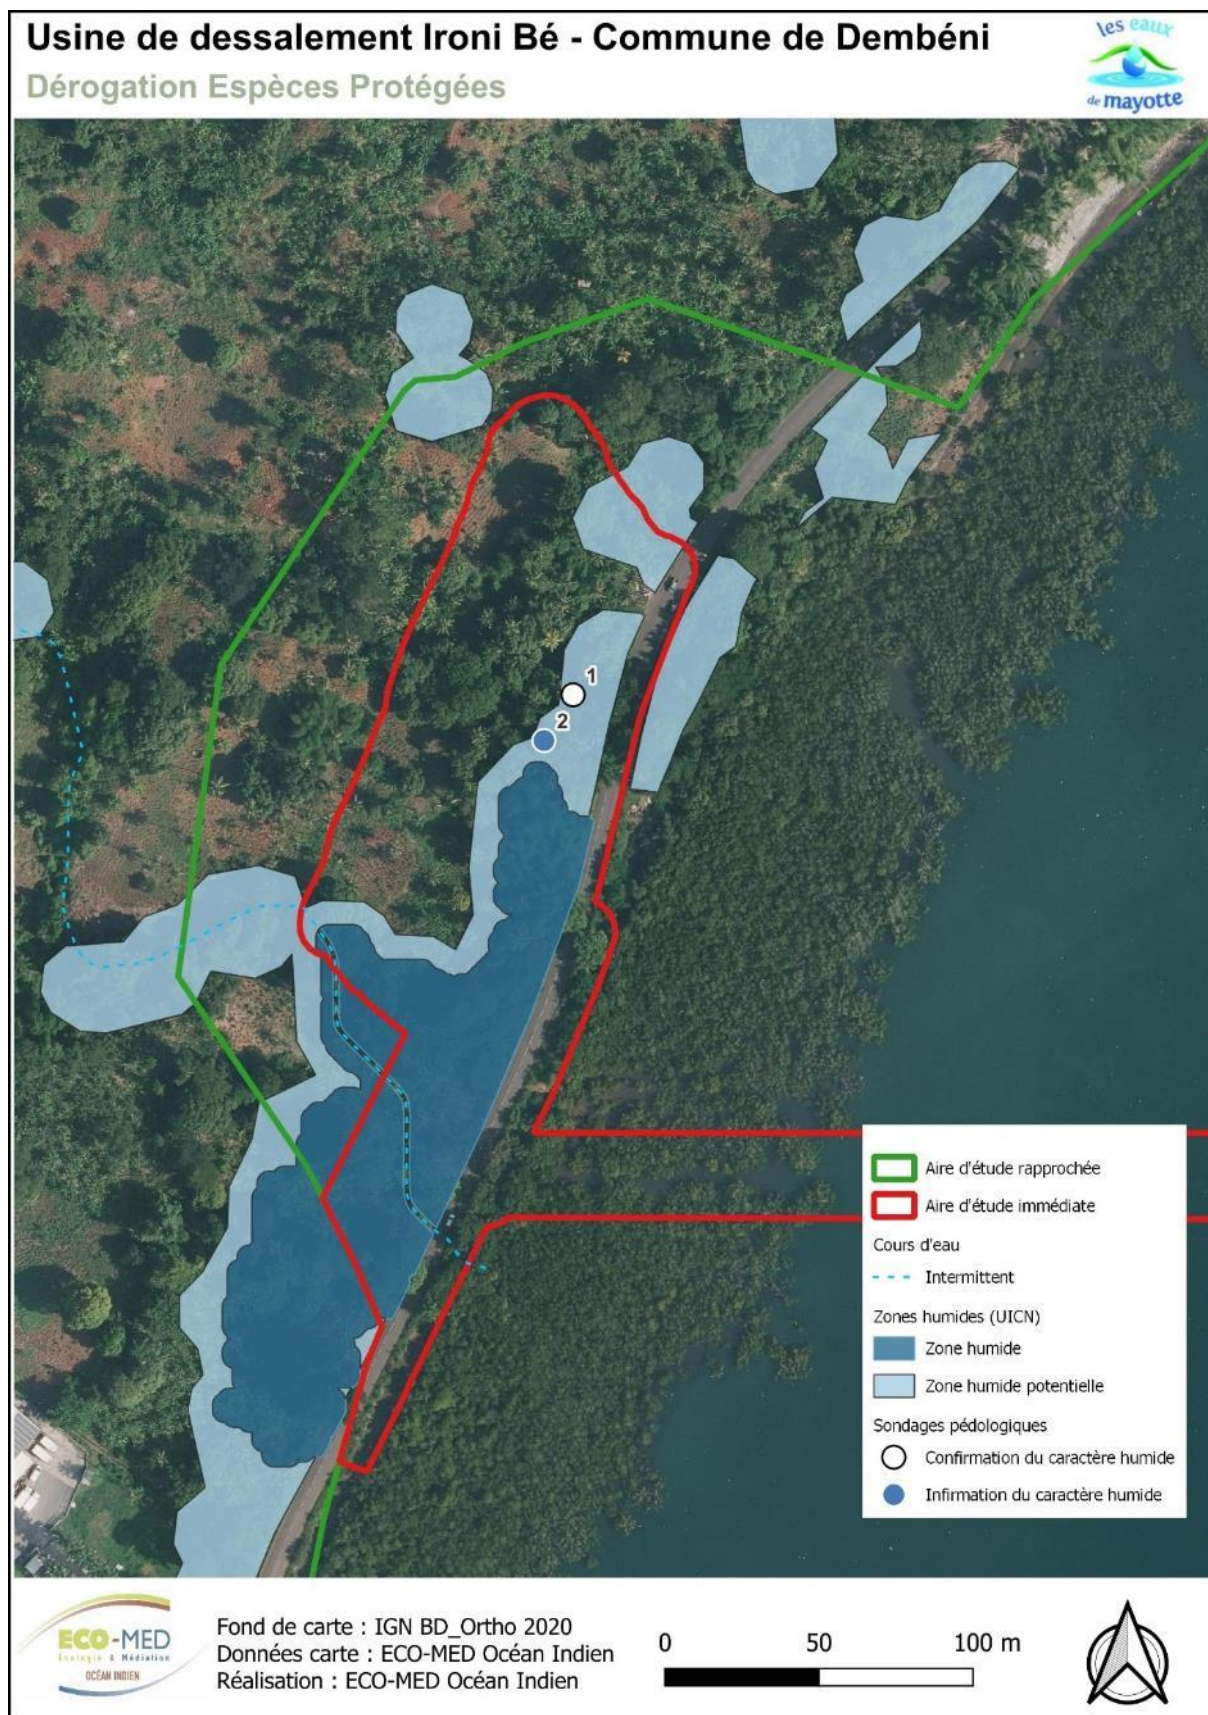 Usine de dessalement Ironi Bé - Commune de Dembéni
Dérogation Espèces Protégées
les eaux
de mayotte
1
2
Aire d'étude rapprochée
Aire d'étude immédiate
Cours d'eau
Intermittent
Zones humides (UICN)
Zone humide
Zone humide potentielle
Sondages pédologiques
Confirmation du caractère humide
Infirmation du caractère humide
ECO-MED
Ecologie & Médiation
OCÉAN INDIEN
Fond de carte : IGN BD_Ortho 2020
Données carte : ECO-MED Océan Indien
Réalisation : ECO-MED Océan Indien
0 50 100 m